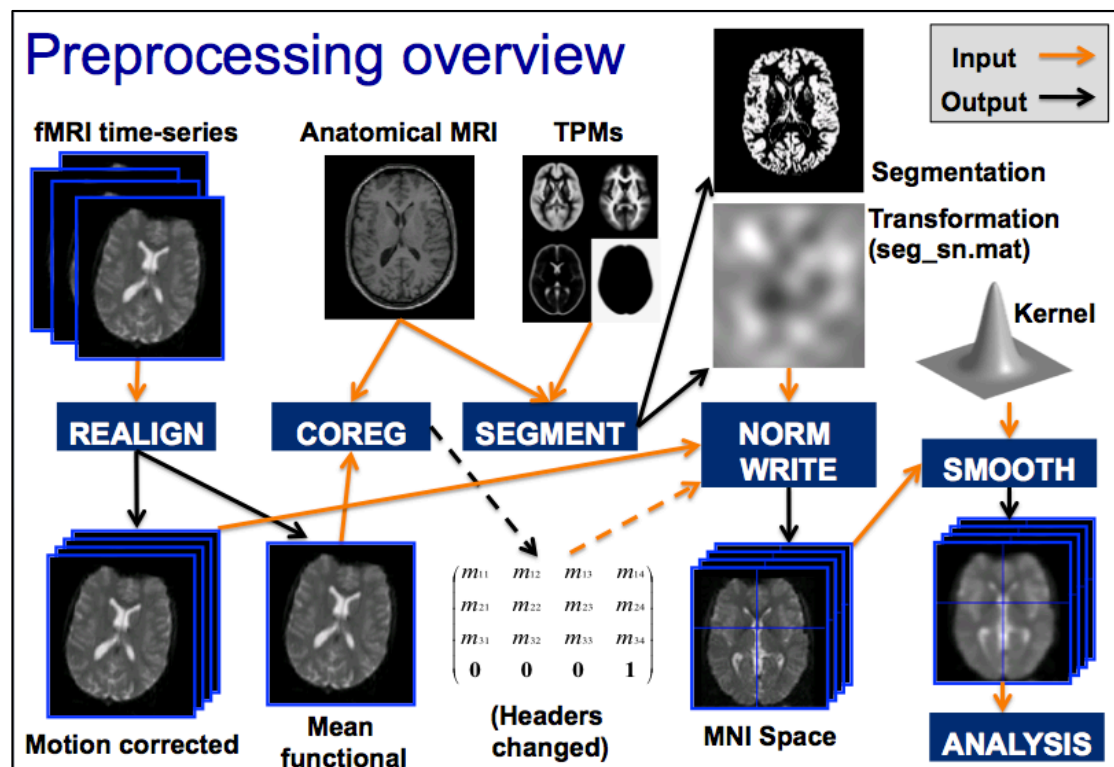 Preprocessing overview
Input
Output
fMRI time-series
Anatomical MRI
TPMs
Segmentation
Transformation
(seg_sn.mat)
Kernel
REALIGN
COREG
SEGMENT
NORM
WRITE
SMOOTH
m11 m12 m13 m14
m21 m22 m23 m24
m31 m32 m33 m34
0 0 0 1
Motion corrected
Mean
functional
(Headers
changed)
MNI Space
ANALYSIS